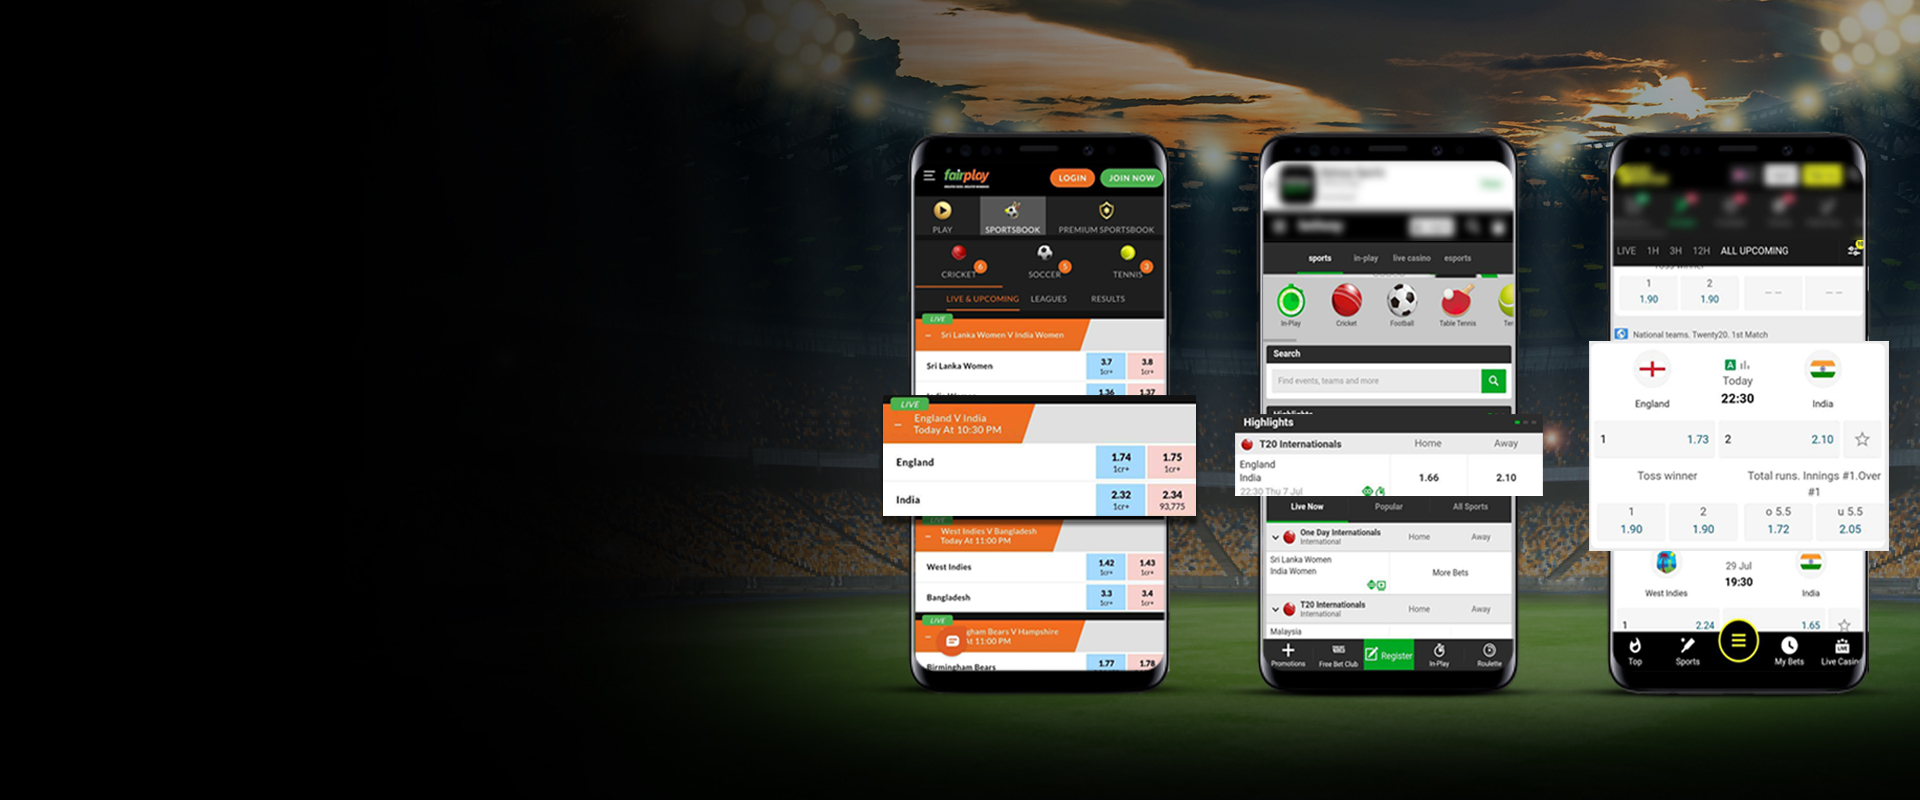 fairplay
LOGIN
JOIN NOW
PLAY
SPORTSBOOK
PREMIUM SPORTSBOOK
CRICKET
6
SOCCER
5
TENNIS
3
LIVE & UPCOMING
LEAGUES
RESULTS
LIVE
Sri Lanka Women V India Women
Sri Lanka Women
3.7
1cr+
3.8
1cr+
1.36
1.37
LIVE
England V India
Today At 10:30 PM
England
1.74
1cr+
1.75
1cr+
India
2.32
1cr+
2.34
93,775
LIVE
West Indies V Bangladesh
Today At 11:00 PM
West Indies
1.42
1cr+
1.43
1cr+
Bangladesh
3.3
1cr+
3.4
1cr+
LIVE
gham Bears V Hampshire
At 11:00 PM
Birmingham Bears
1.77
1.78
sports
in-play
live casino
esports
In-Play
Cricket
Football
Table Tennis
Ten
Search
Find events, teams and more
Highlights
T20 Internationals
Home
Away
England
India
22:30 Thu 7 Jul
1.66
2.10
Live Now
Popular
All Sports
One Day Internationals
International
Home
Away
Sri Lanka Women
India Women
More Bets
T20 Internationals
International
Home
Away
Malaysia
Promotions
Free Bet Club
Register
In-Play
Roulette
LIVE
1H
3H
12H
ALL UPCOMING
Toss winner
1
1.90
2
1.90
– –
– –
National teams. Twenty20. 1st Match
England
A
Today
22:30
India
1
1.73
2
2.10
Toss winner
Total runs. Innings #1.Over
#1
1
1.90
2
1.90
o 5.5
1.72
u 5.5
2.05
West Indies
29 Jul
19:30
India
1
2.24
1.65
Top
Sports
My Bets
LIVE
Live Casin